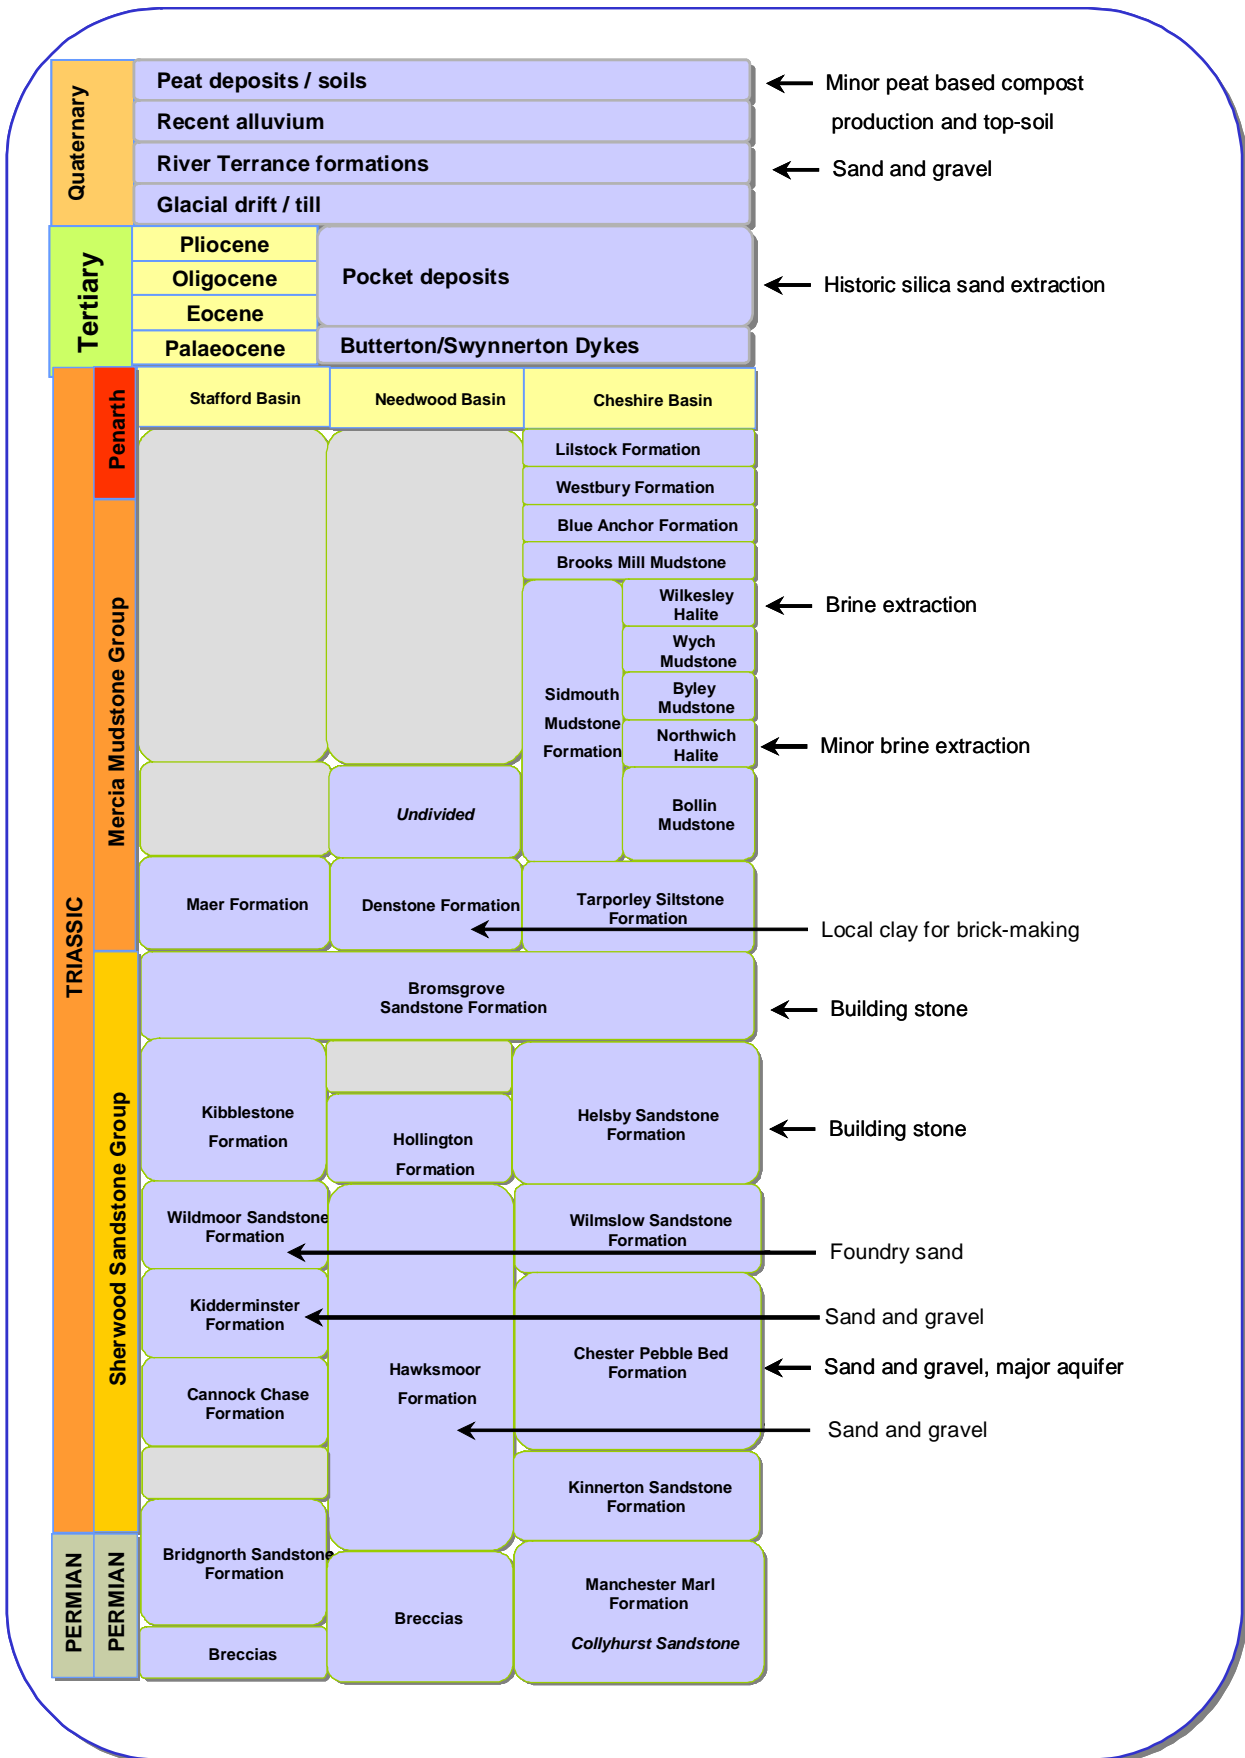 Quaternary
Peat deposits / soils
Minor peat based compost
production and top-soil
Recent alluvium
River Terrance formations
Sand and gravel
Glacial drift / till
Tertiary
Pliocene
Oligocene
Eocene
Palaeocene
Pocket deposits
Historic silica sand extraction
Butterton/Swynnerton Dykes
TRIASSIC
Penarth
Mercia Mudstone Group
Sherwood Sandstone Group
Stafford Basin
Needwood Basin
Cheshire Basin
Lilstock Formation
Westbury Formation
Blue Anchor Formation
Brooks Mill Mudstone
Sidmouth
Mudstone
Formation
Wilkesley
Halite
Brine extraction
Wych
Mudstone
Byley
Mudstone
Northwich
Halite
Minor brine extraction
Bollin
Mudstone
Undivided
Maer Formation
Denstone Formation
Tarporley Siltstone
Formation
Local clay for brick-making
Bromsgrove
Sandstone Formation
Building stone
Kibblestone
Formation
Hollington
Formation
Helsby Sandstone
Formation
Building stone
Wildmoor Sandstone
Formation
Wilmslow Sandstone
Formation
Foundry sand
Kidderminster
Formation
Sand and gravel
Hawksmoor
Formation
Chester Pebble Bed
Formation
Sand and gravel, major aquifer
Cannock Chase
Formation
Sand and gravel
Kinnerton Sandstone
Formation
PERMIAN
PERMIAN
Bridgnorth Sandstone
Formation
Breccias
Breccias
Manchester Marl
Formation
Collyhurst Sandstone